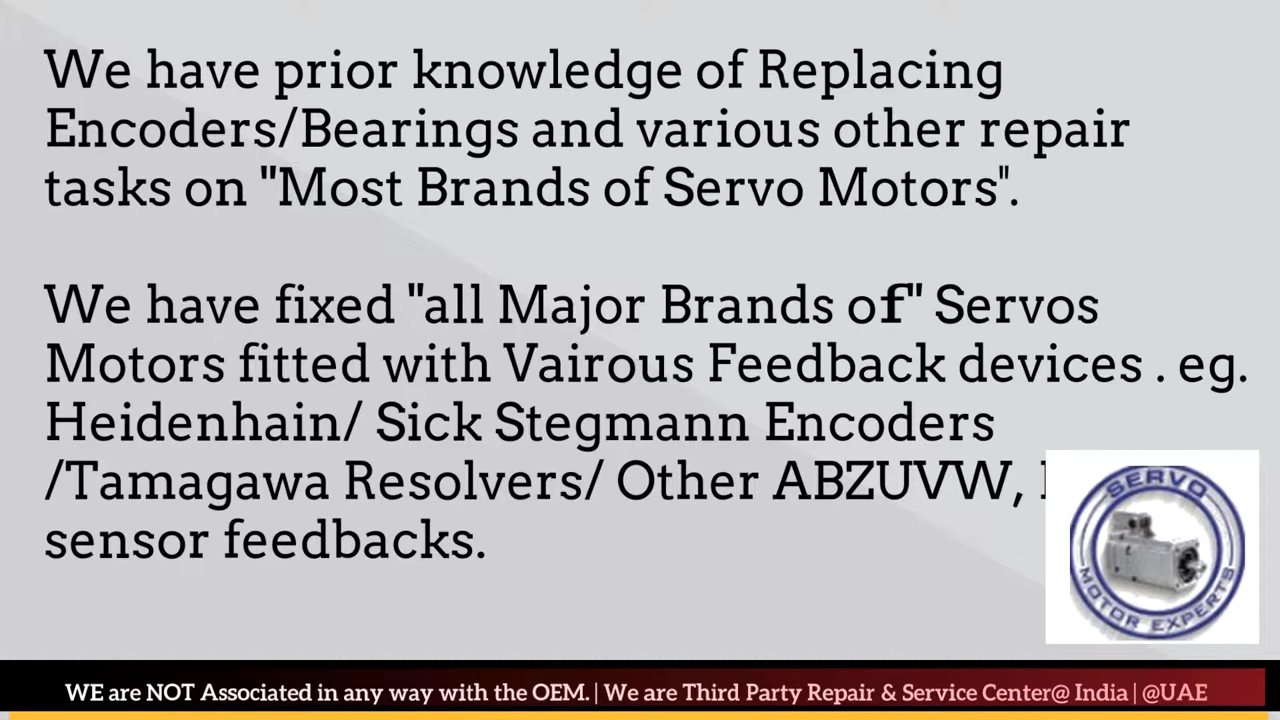 We have prior knowledge of Replacing
Encoders/Bearings and various other repair
tasks on "Most Brands of Servo Motors".
We have fixed "all Major Brands of" Servos
Motors fitted with Vairous Feedback devices . eg.
Heidenhain/ Sick Stegmann Encoders
/Tamagawa Resolvers/ Other ABZUVW,
sensor feedbacks.
SERVO
MOTOR EXPERTS
WE are NOT Associated in any way with the OEM. | We are Third Party Repair & Service Center@ India | @UAE